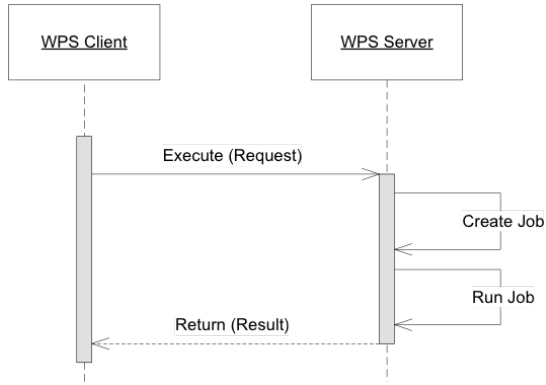 WPS Client
WPS Server
Execute (Request)
Create Job
Run Job
Return (Result)